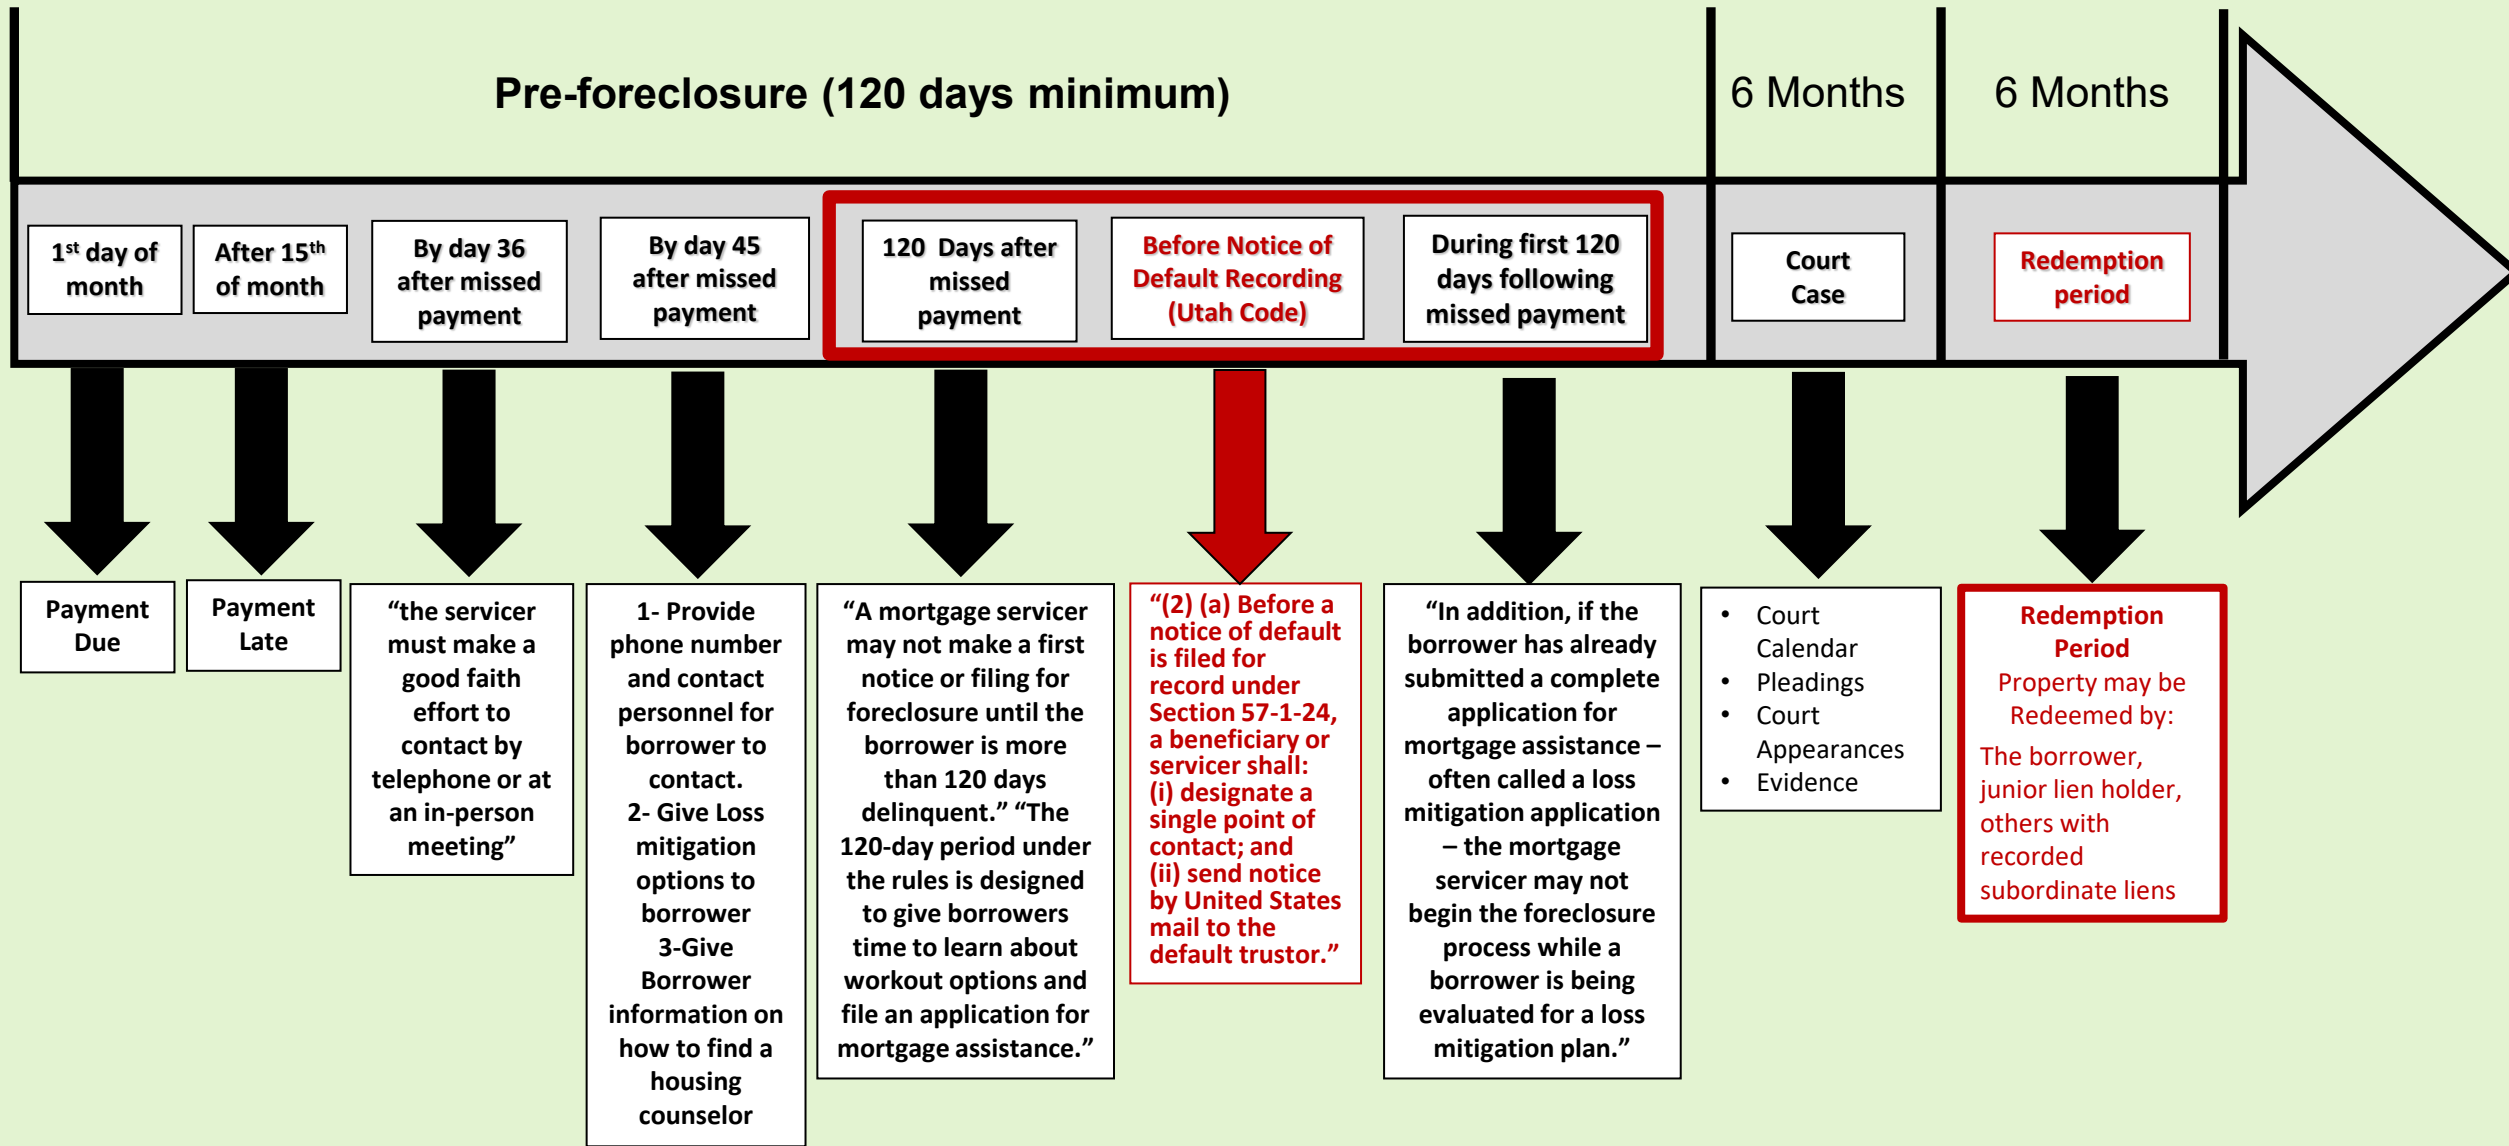 Pre-foreclosure (120 days minimum)
6 Months
6 Months
1st day of
month
After 15th
of month
By day 36
after missed
payment
By day 45
after missed
payment
120 Days after
missed
payment
Before Notice of
Default Recording
(Utah Code)
During first 120
days following
missed payment
Court
Case
Redemption
period
Payment
Due
Payment
Late
“the servicer
must make a
good faith
effort to
contact by
telephone or at
an in-person
meeting”
1- Provide
phone number
and contact
personnel for
borrower to
contact.
2- Give Loss
mitigation
options to
borrower
3-Give
Borrower
information on
how to find a
housing
counselor
“A mortgage servicer
may not make a first
notice or filing for
foreclosure until the
borrower is more
than 120 days
delinquent.” “The
120-day period under
the rules is designed
to give borrowers
time to learn about
workout options and
file an application for
mortgage assistance.”
“(2) (a) Before a
notice of default
is filed for
record under
Section 57-1-24,
a beneficiary or
servicer shall:
(i) designate a
single point of
contact; and
(ii) send notice
by United States
mail to the
default trustor.”
“In addition, if the
borrower has already
submitted a complete
application for
mortgage assistance –
often called a loss
mitigation application
– the mortgage
servicer may not
begin the foreclosure
process while a
borrower is being
evaluated for a loss
mitigation plan.”
• Court
Calendar
• Pleadings
• Court
Appearances
• Evidence
Redemption
Period
Property may be
Redeemed by:
The borrower,
junior lien holder,
others with
recorded
subordinate liens